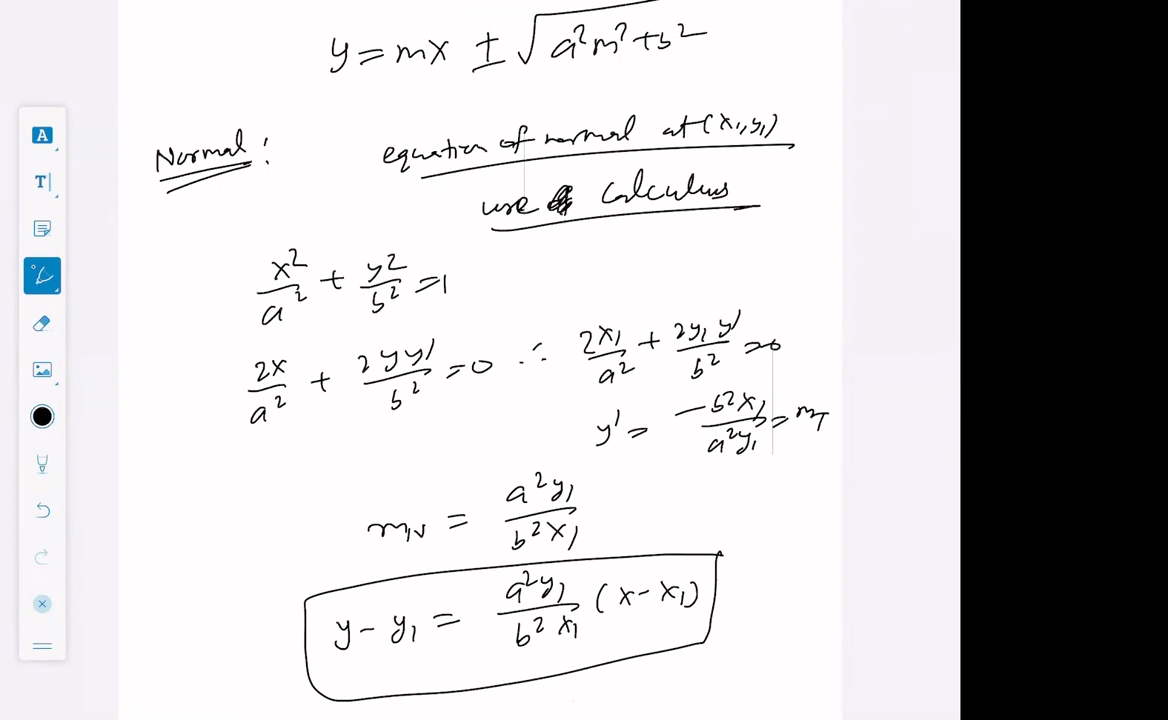 y = mx ± √a²m² + b²
Normal : equation of normal at (x₁, y₁)
use calculus
x²/a² + y²/b² = 1
2x/a² + 2yy'/b² = 0 ∴ 2x₁/a² + 2y₁y'/b² = 0
y' = -b²x₁/a²y₁ = m_T
m_N = a²y₁/b²x₁
y - y₁ = a²y₁/b²x₁ (x - x₁)